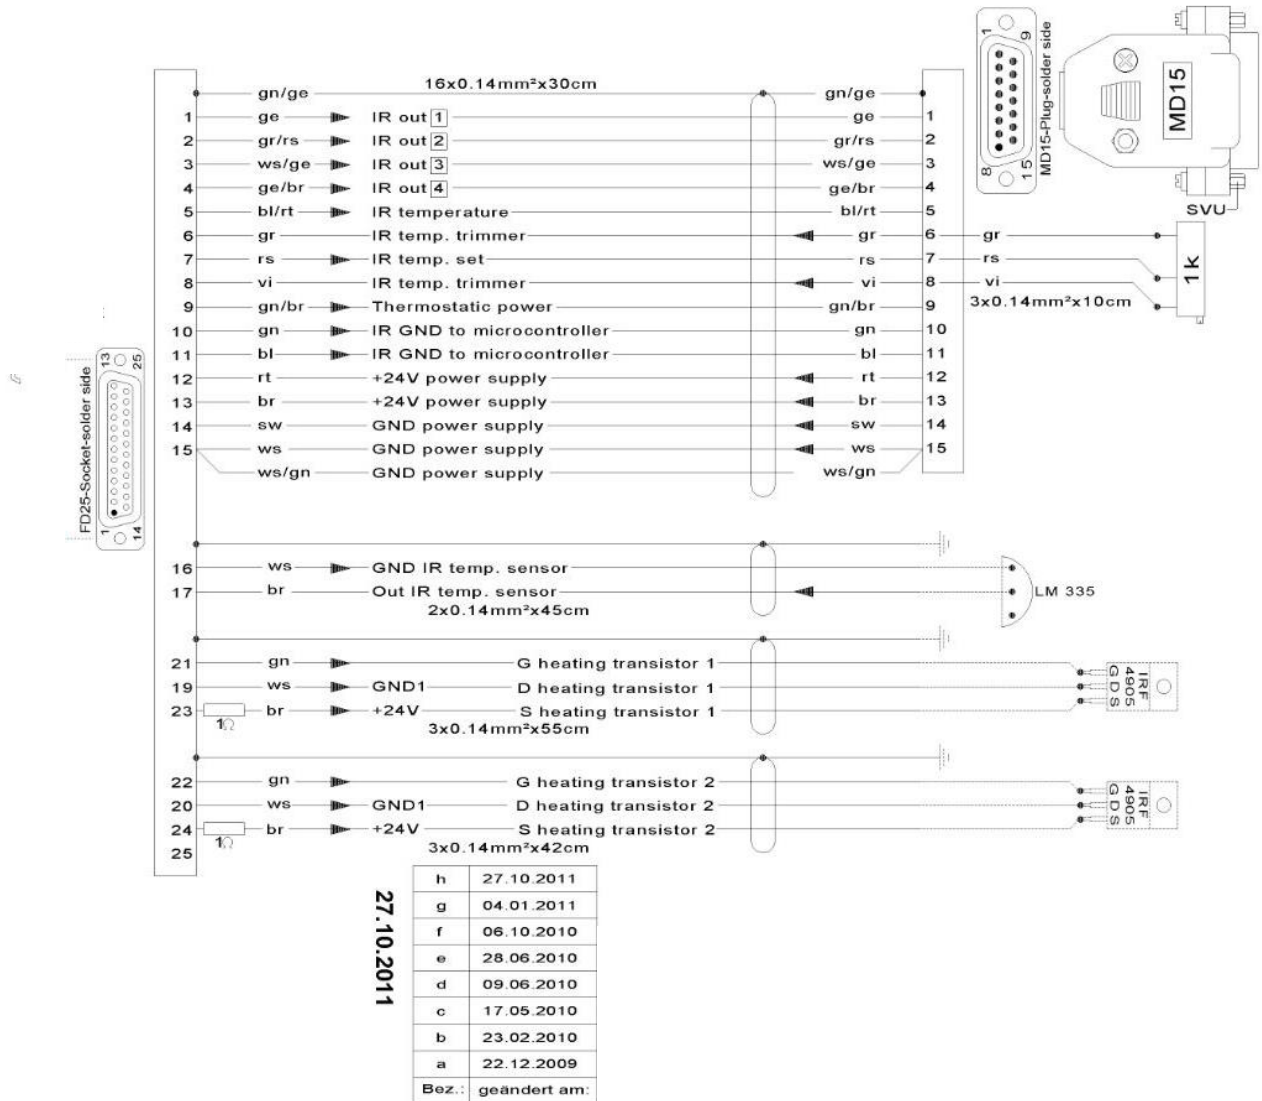 16x0.14mm²x30cm
gn/ge gn/ge
1 ge IR out 1 ge 1
2 gr/rs IR out 2 gr/rs 2
3 ws/ge IR out 3 ws/ge 3
4 ge/br IR out 4 ge/br 4
5 bl/rt IR temperature bl/rt 5
6 gr IR temp. trimmer gr 6 gr
7 rs IR temp. set rs 7 rs
8 vi IR temp. trimmer vi 8 vi
9 gn/br Thermostatic power gn/br 9
3x0.14mm²x10cm
10 gn IR GND to microcontroller gn 10
11 bl IR GND to microcontroller bl 11
12 rt +24V power supply rt 12
13 br +24V power supply br 13
14 sw GND power supply sw 14
15 ws GND power supply ws 15
ws/gn GND power supply ws/gn
1 9
8 15
MD15-Plug-solder side
MD15
SVU
1k
13 25
1 14
FD25-Socket-solder side
16 ws GND IR temp. sensor
17 br Out IR temp. sensor
2x0.14mm²x45cm
LM 335
21 gn G heating transistor 1
19 ws GND1 D heating transistor 1
23 br +24V S heating transistor 1
1Ω
3x0.14mm²x55cm
IRF
4905
G D S
22 gn G heating transistor 2
20 ws GND1 D heating transistor 2
24 br +24V S heating transistor 2
1Ω
3x0.14mm²x42cm
25
IRF
4905
G D S
27.10.2011
h 27.10.2011
g 04.01.2011
f 06.10.2010
e 28.06.2010
d 09.06.2010
c 17.05.2010
b 23.02.2010
a 22.12.2009
Bez.: geändert am: